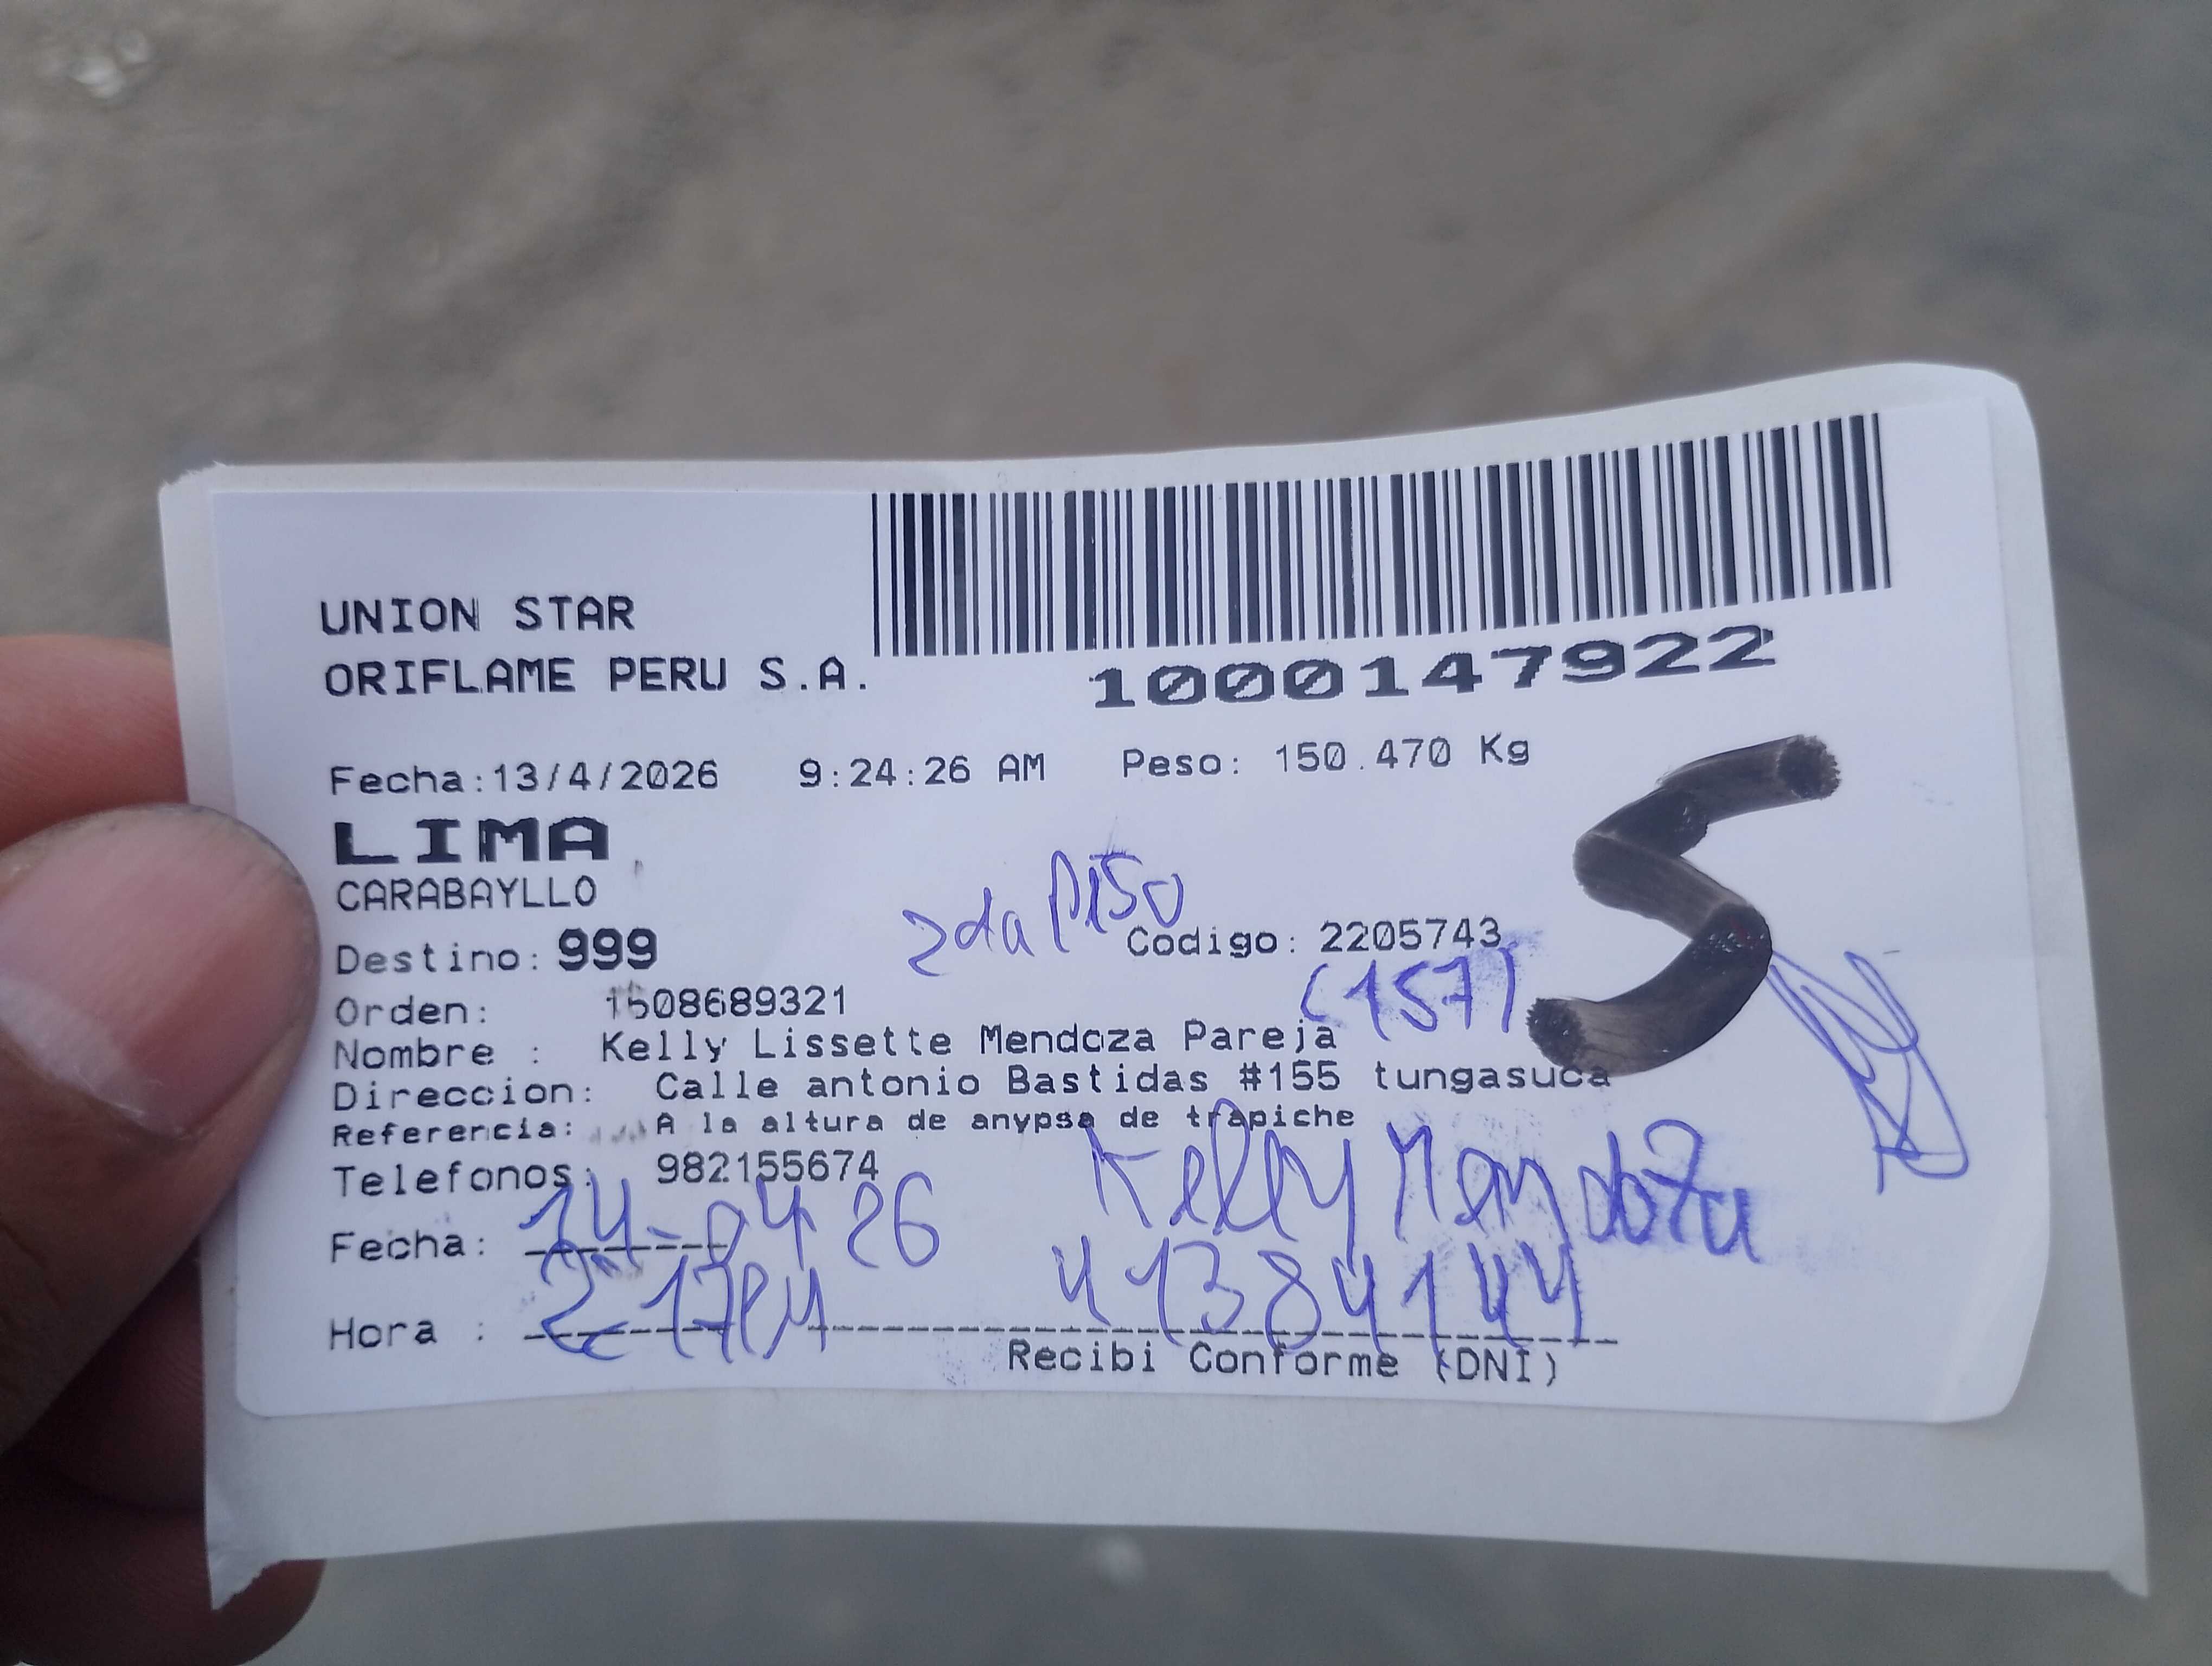 UNION STAR
ORIFLAME PERU S.A.
1000147922
Fecha:13/4/2026 9:24:26 AM Peso: 150.470 Kg
LIMA
CARABAYLLO
2da PISO
Destino: 999 Codigo: 2205743
(157)
S
Orden: 1508689321
Nombre : Kelly Lissette Mendoza Pareja
Direccion: Calle antonio Bastidas #155 tungasuca
Referencia: A la altura de anypsa de trapiche
Telefonos: 982155674
Kelly Mendoza
Fecha: 14-04 26
Hora : 2:17PM 41384144
Recibi Conforme (DNI)